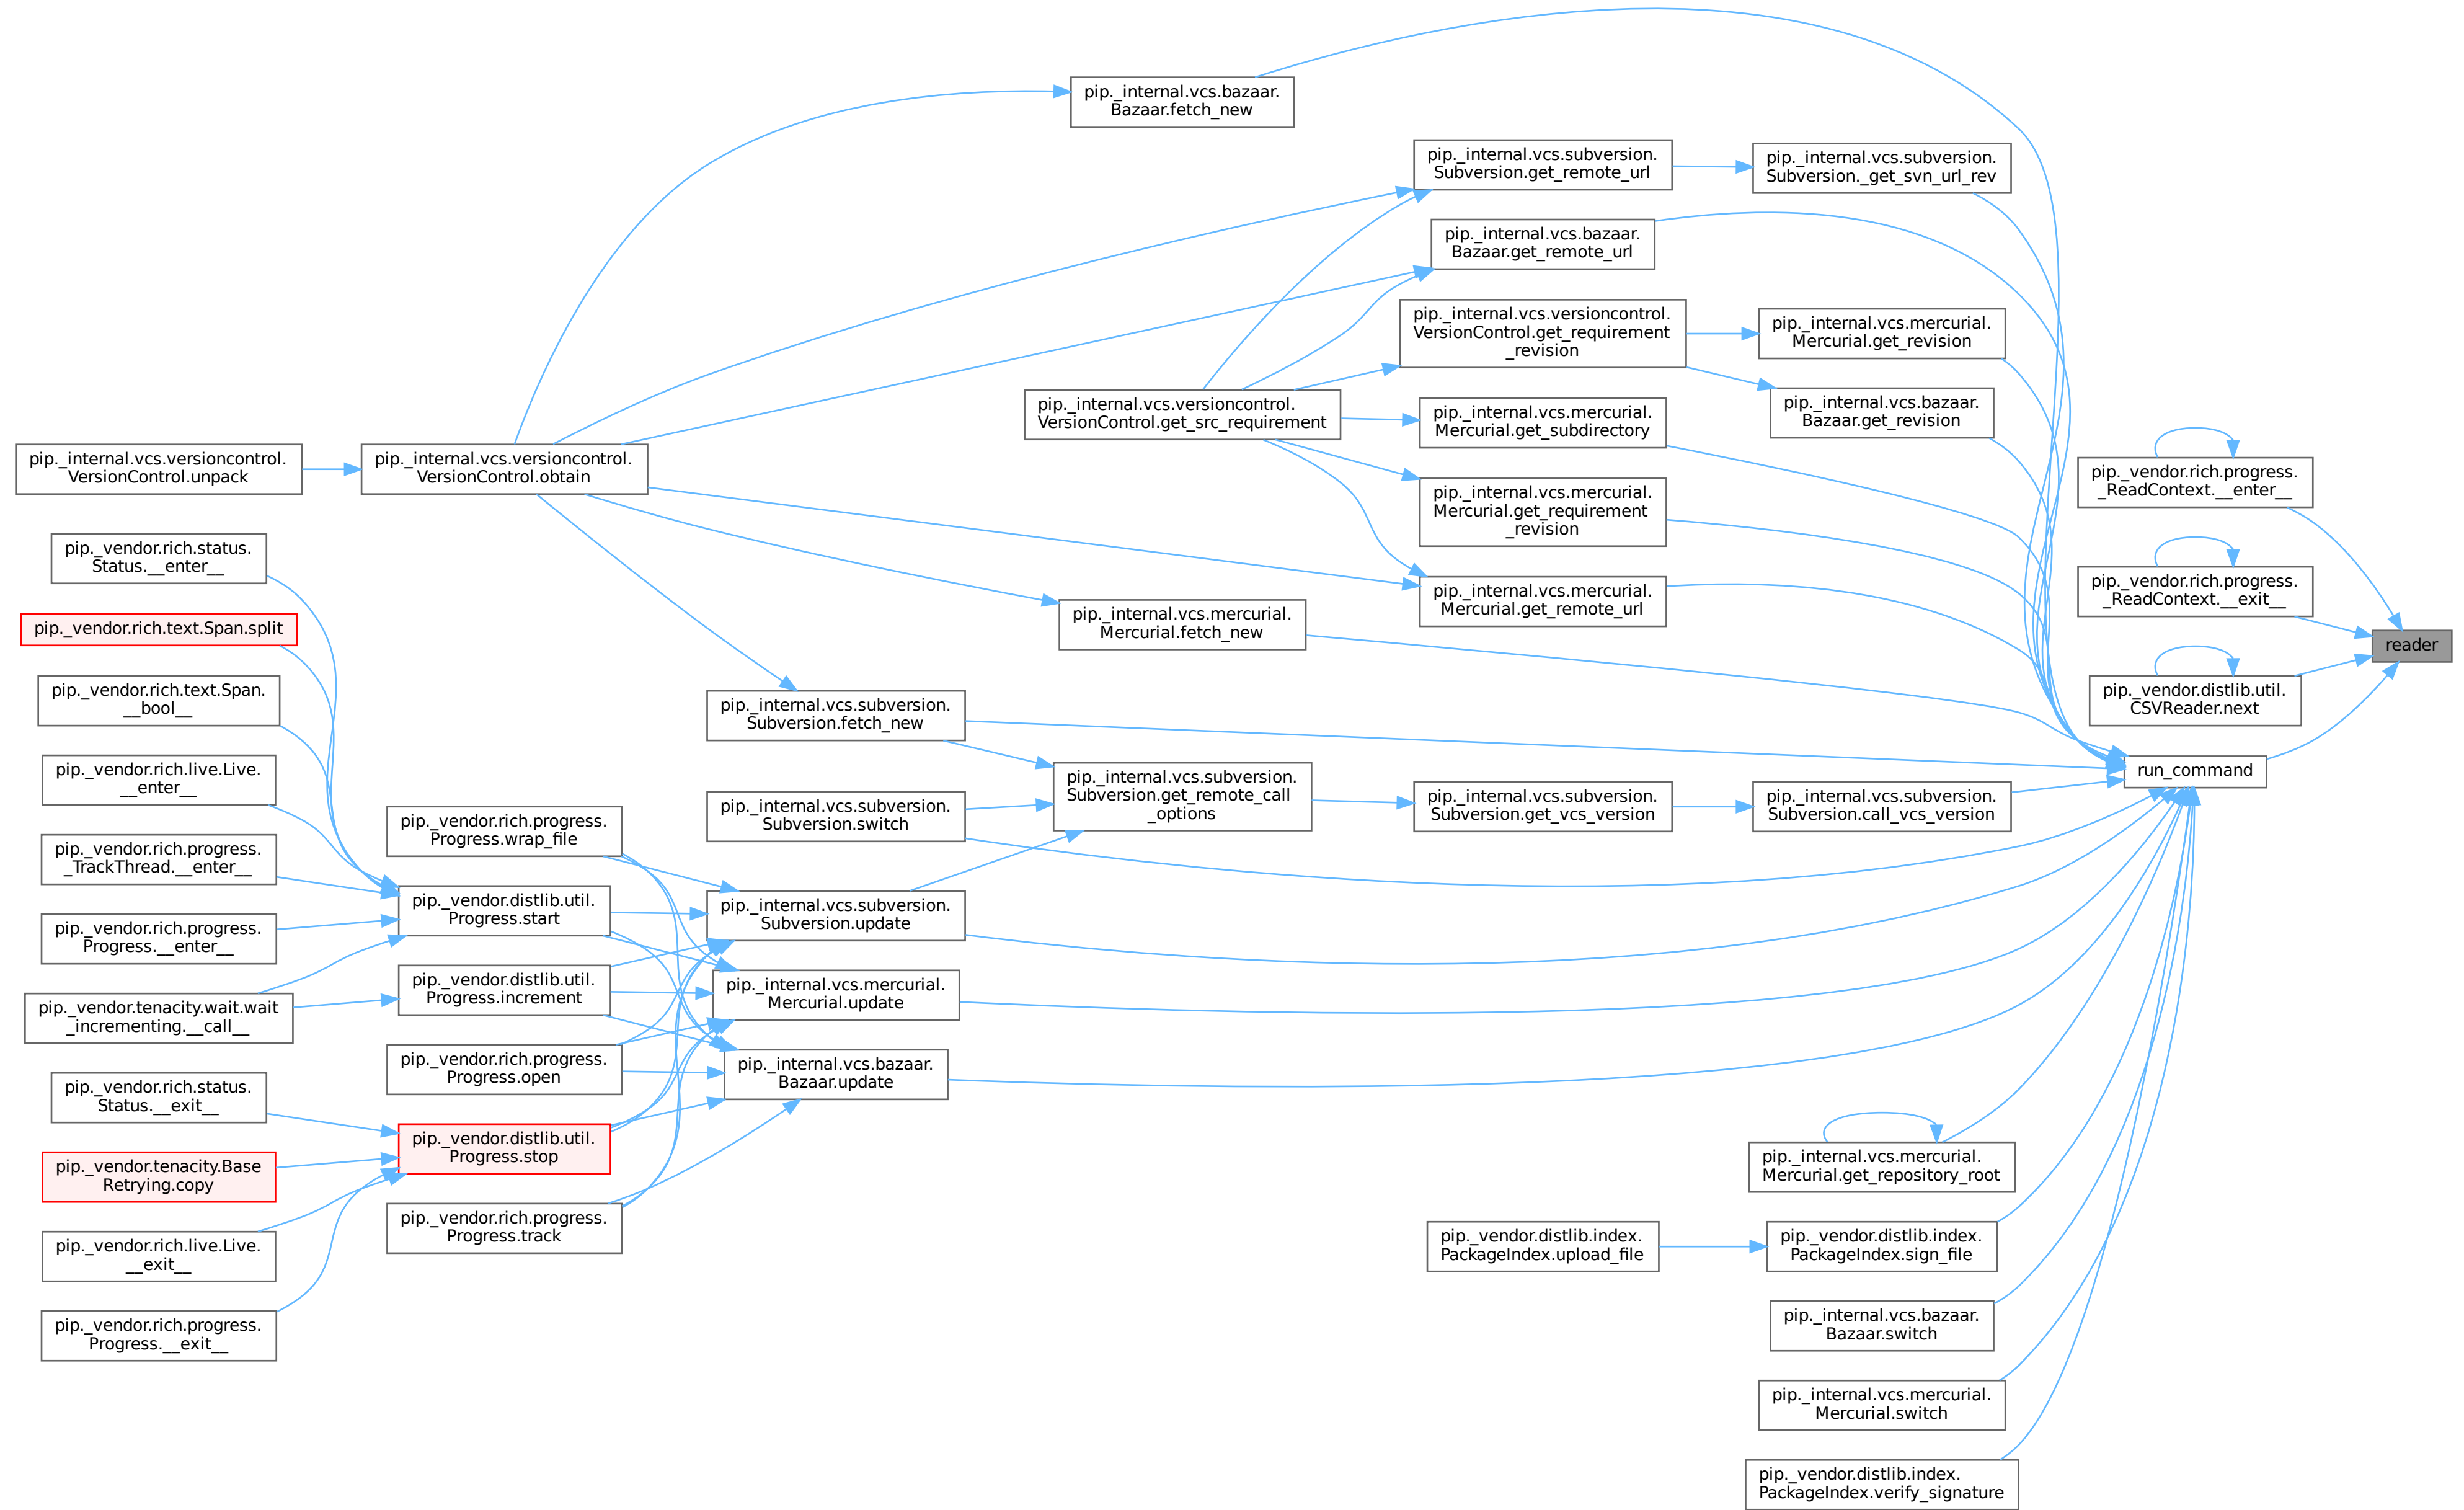 pip._internal.vcs.bazaar.
Bazaar.fetch_new
pip._internal.vcs.subversion.
Subversion.get_remote_url
pip._internal.vcs.subversion.
Subversion._get_svn_url_rev
pip._internal.vcs.bazaar.
Bazaar.get_remote_url
pip._internal.vcs.versioncontrol.
VersionControl.get_requirement
_revision
pip._internal.vcs.mercurial.
Mercurial.get_revision
pip._internal.vcs.versioncontrol.
VersionControl.get_src_requirement
pip._internal.vcs.mercurial.
Mercurial.get_subdirectory
pip._internal.vcs.bazaar.
Bazaar.get_revision
pip._internal.vcs.versioncontrol.
VersionControl.unpack
pip._internal.vcs.versioncontrol.
VersionControl.obtain
pip._vendor.rich.progress.
_ReadContext.__enter__
pip._internal.vcs.mercurial.
Mercurial.get_requirement
_revision
pip._vendor.rich.status.
Status.__enter__
pip._internal.vcs.mercurial.
Mercurial.get_remote_url
pip._vendor.rich.progress.
_ReadContext.__exit__
pip._vendor.rich.text.Span.split
pip._internal.vcs.mercurial.
Mercurial.fetch_new
reader
pip._vendor.rich.text.Span.
__bool__
pip._internal.vcs.subversion.
Subversion.fetch_new
pip._vendor.distlib.util.
CSVReader.next
pip._vendor.rich.live.Live.
__enter__
run_command
pip._internal.vcs.subversion.
Subversion.get_remote_call
_options
pip._internal.vcs.subversion.
Subversion.get_vcs_version
pip._internal.vcs.subversion.
Subversion.call_vcs_version
pip._internal.vcs.subversion.
Subversion.switch
pip._vendor.rich.progress.
Progress.wrap_file
pip._vendor.rich.progress.
_TrackThread.__enter__
pip._vendor.distlib.util.
Progress.start
pip._internal.vcs.subversion.
Subversion.update
pip._vendor.rich.progress.
Progress.__enter__
pip._vendor.distlib.util.
Progress.increment
pip._internal.vcs.mercurial.
Mercurial.update
pip._vendor.tenacity.wait.wait
_incrementing.__call__
pip._vendor.rich.progress.
Progress.open
pip._internal.vcs.bazaar.
Bazaar.update
pip._vendor.rich.status.
Status.__exit__
pip._vendor.distlib.util.
Progress.stop
pip._internal.vcs.mercurial.
Mercurial.get_repository_root
pip._vendor.tenacity.Base
Retrying.copy
pip._vendor.rich.progress.
Progress.track
pip._vendor.rich.live.Live.
__exit__
pip._vendor.distlib.index.
PackageIndex.upload_file
pip._vendor.distlib.index.
PackageIndex.sign_file
pip._vendor.rich.progress.
Progress.__exit__
pip._internal.vcs.bazaar.
Bazaar.switch
pip._internal.vcs.mercurial.
Mercurial.switch
pip._vendor.distlib.index.
PackageIndex.verify_signature